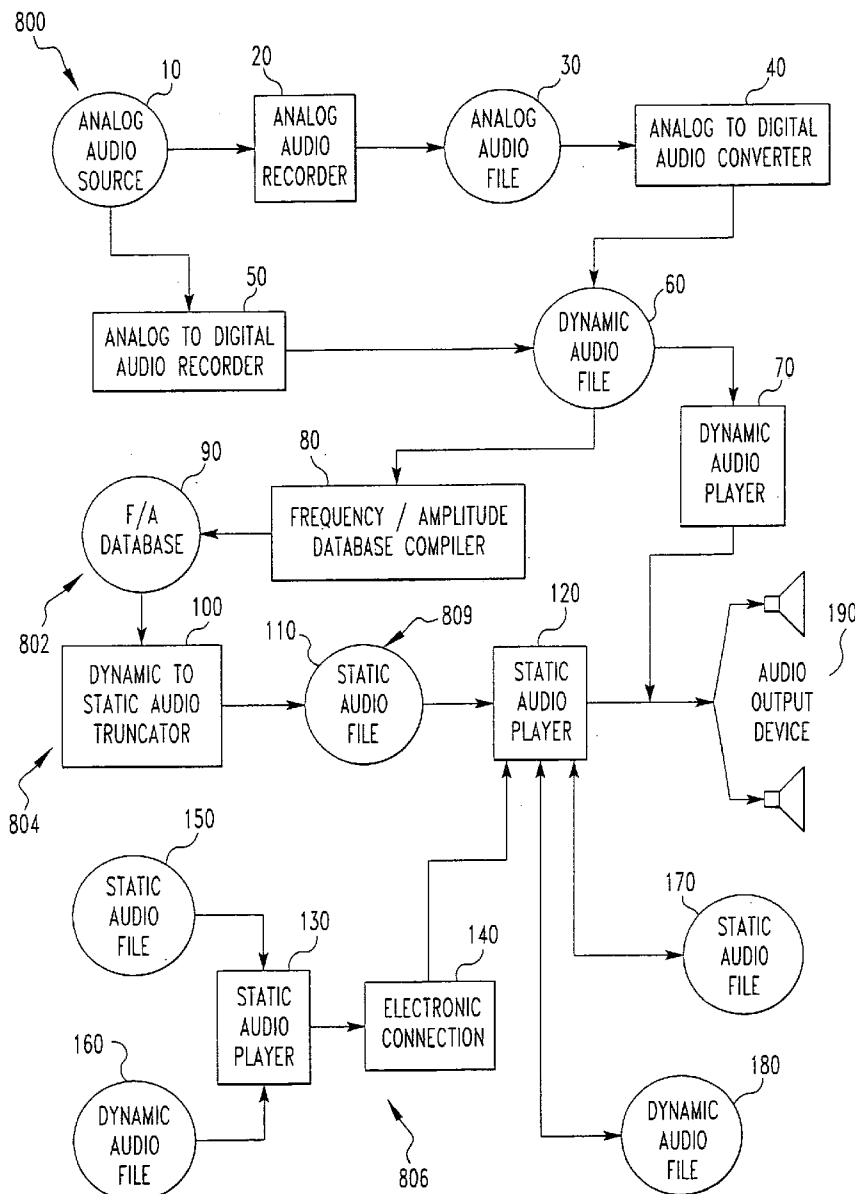 800
10
20
30
40
ANALOG
AUDIO
SOURCE
ANALOG
AUDIO
RECORDER
ANALOG
AUDIO
FILE
ANALOG TO DIGITAL
AUDIO CONVERTER
50
60
ANALOG TO DIGITAL
AUDIO RECORDER
DYNAMIC
AUDIO
FILE
70
DYNAMIC
AUDIO
PLAYER
90
80
F/A
DATABASE
FREQUENCY / AMPLITUDE
DATABASE COMPILER
802
100
110
809
120
190
DYNAMIC TO
STATIC AUDIO
TRUNCATOR
STATIC
AUDIO
FILE
STATIC
AUDIO
PLAYER
AUDIO
OUTPUT
DEVICE
804
150
STATIC
AUDIO
FILE
130
140
170
STATIC
AUDIO
FILE
STATIC
AUDIO
PLAYER
ELECTRONIC
CONNECTION
160
DYNAMIC
AUDIO
FILE
806
180
DYNAMIC
AUDIO
FILE